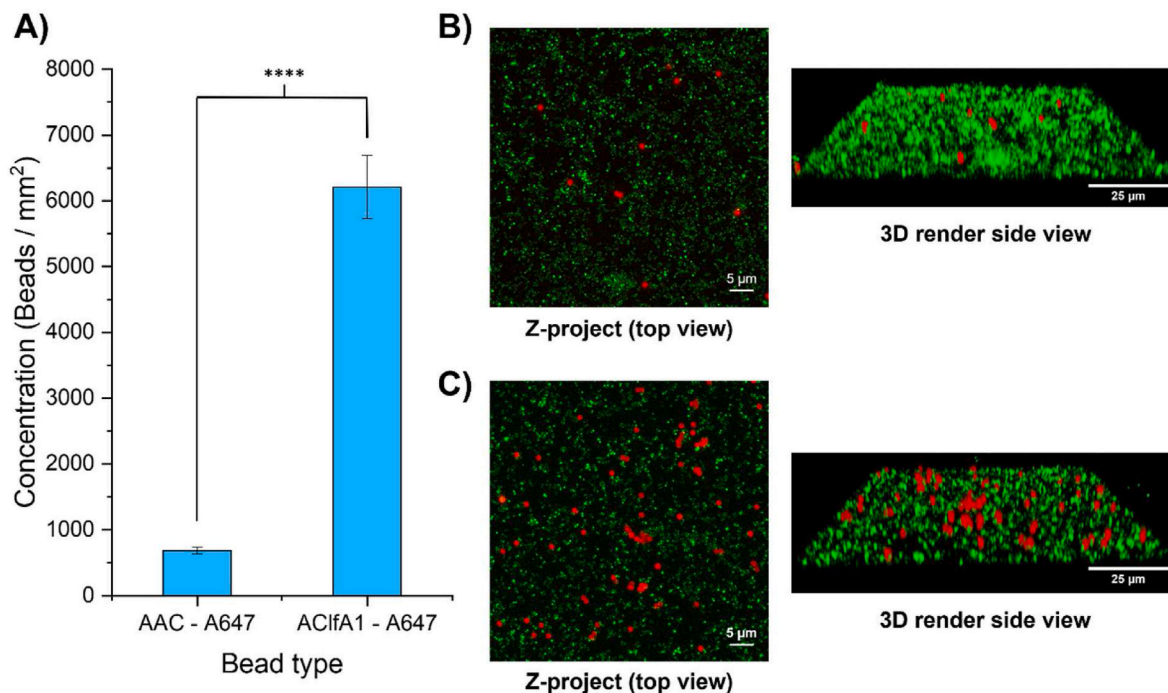 A)
8000
7000
6000
5000
4000
3000
2000
1000
0
Concentration (Beads / mm²)
****
AAC - A647
AClfA1 - A647
Bead type
B)
5 µm
Z-project (top view)
25 µm
3D render side view
C)
5 µm
Z-project (top view)
25 µm
3D render side view